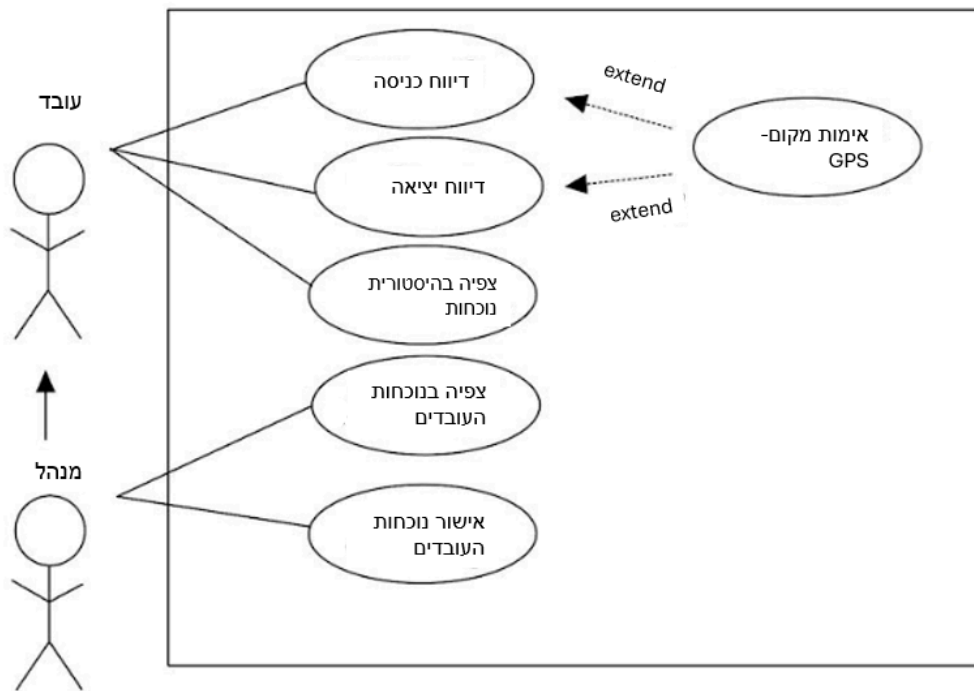 עובד
מנהל
דיווח כניסה
דיווח יציאה
צפיה בהיסטורית
נוכחות
צפיה בנוכחות
העובדים
אישור נוכחות
העובדים
extend
extend
אימות מקום-
GPS